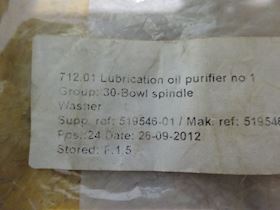 712.01 Lubrication oil purifier no 1
Group: 30-Bowl spindle
Washer
Supp. ref: 519546-01 / Mak. ref: 519546
Pos.:24 Date: 26-09-2012
Stored: F.1.5